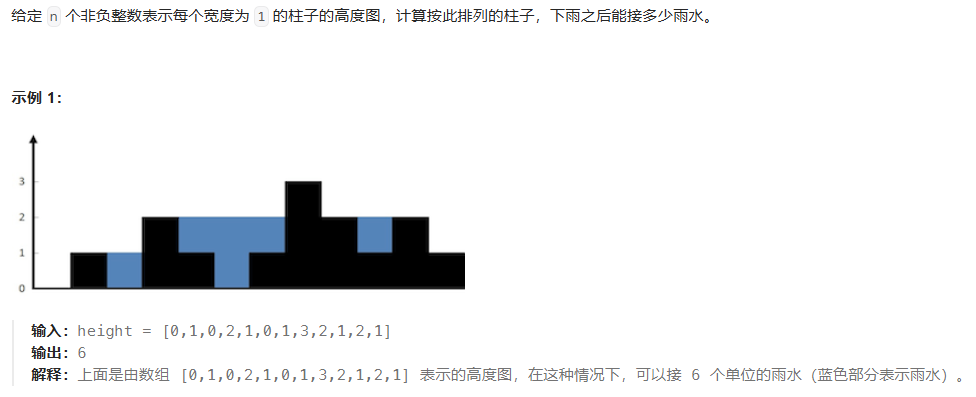 给定 n 个非负整数表示每个宽度为 1 的柱子的高度图，计算按此排列的柱子，下雨之后能接多少雨水。
示例 1：
3
2
1
0
输入：height = [0,1,0,2,1,0,1,3,2,1,2,1]
输出：6
解释：上面是由数组 [0,1,0,2,1,0,1,3,2,1,2,1] 表示的高度图，在这种情况下，可以接 6 个单位的雨水（蓝色部分表示雨水）。